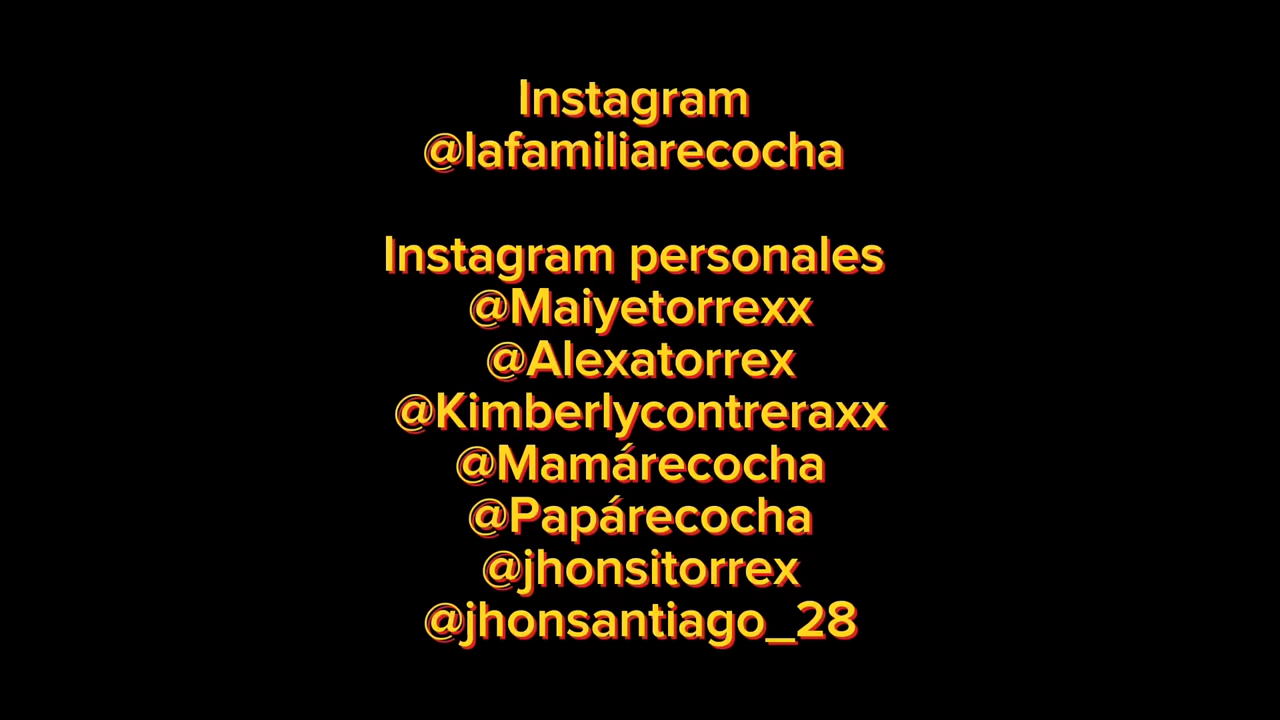 Instagram
@lafamiliarecocha
Instagram personales
@Maiyetorrexx
@Alexatorrex
@Kimberlycontreraxx
@Mamárecocha
@Papárecocha
@jhonsitorrex
@jhonsantiago_28